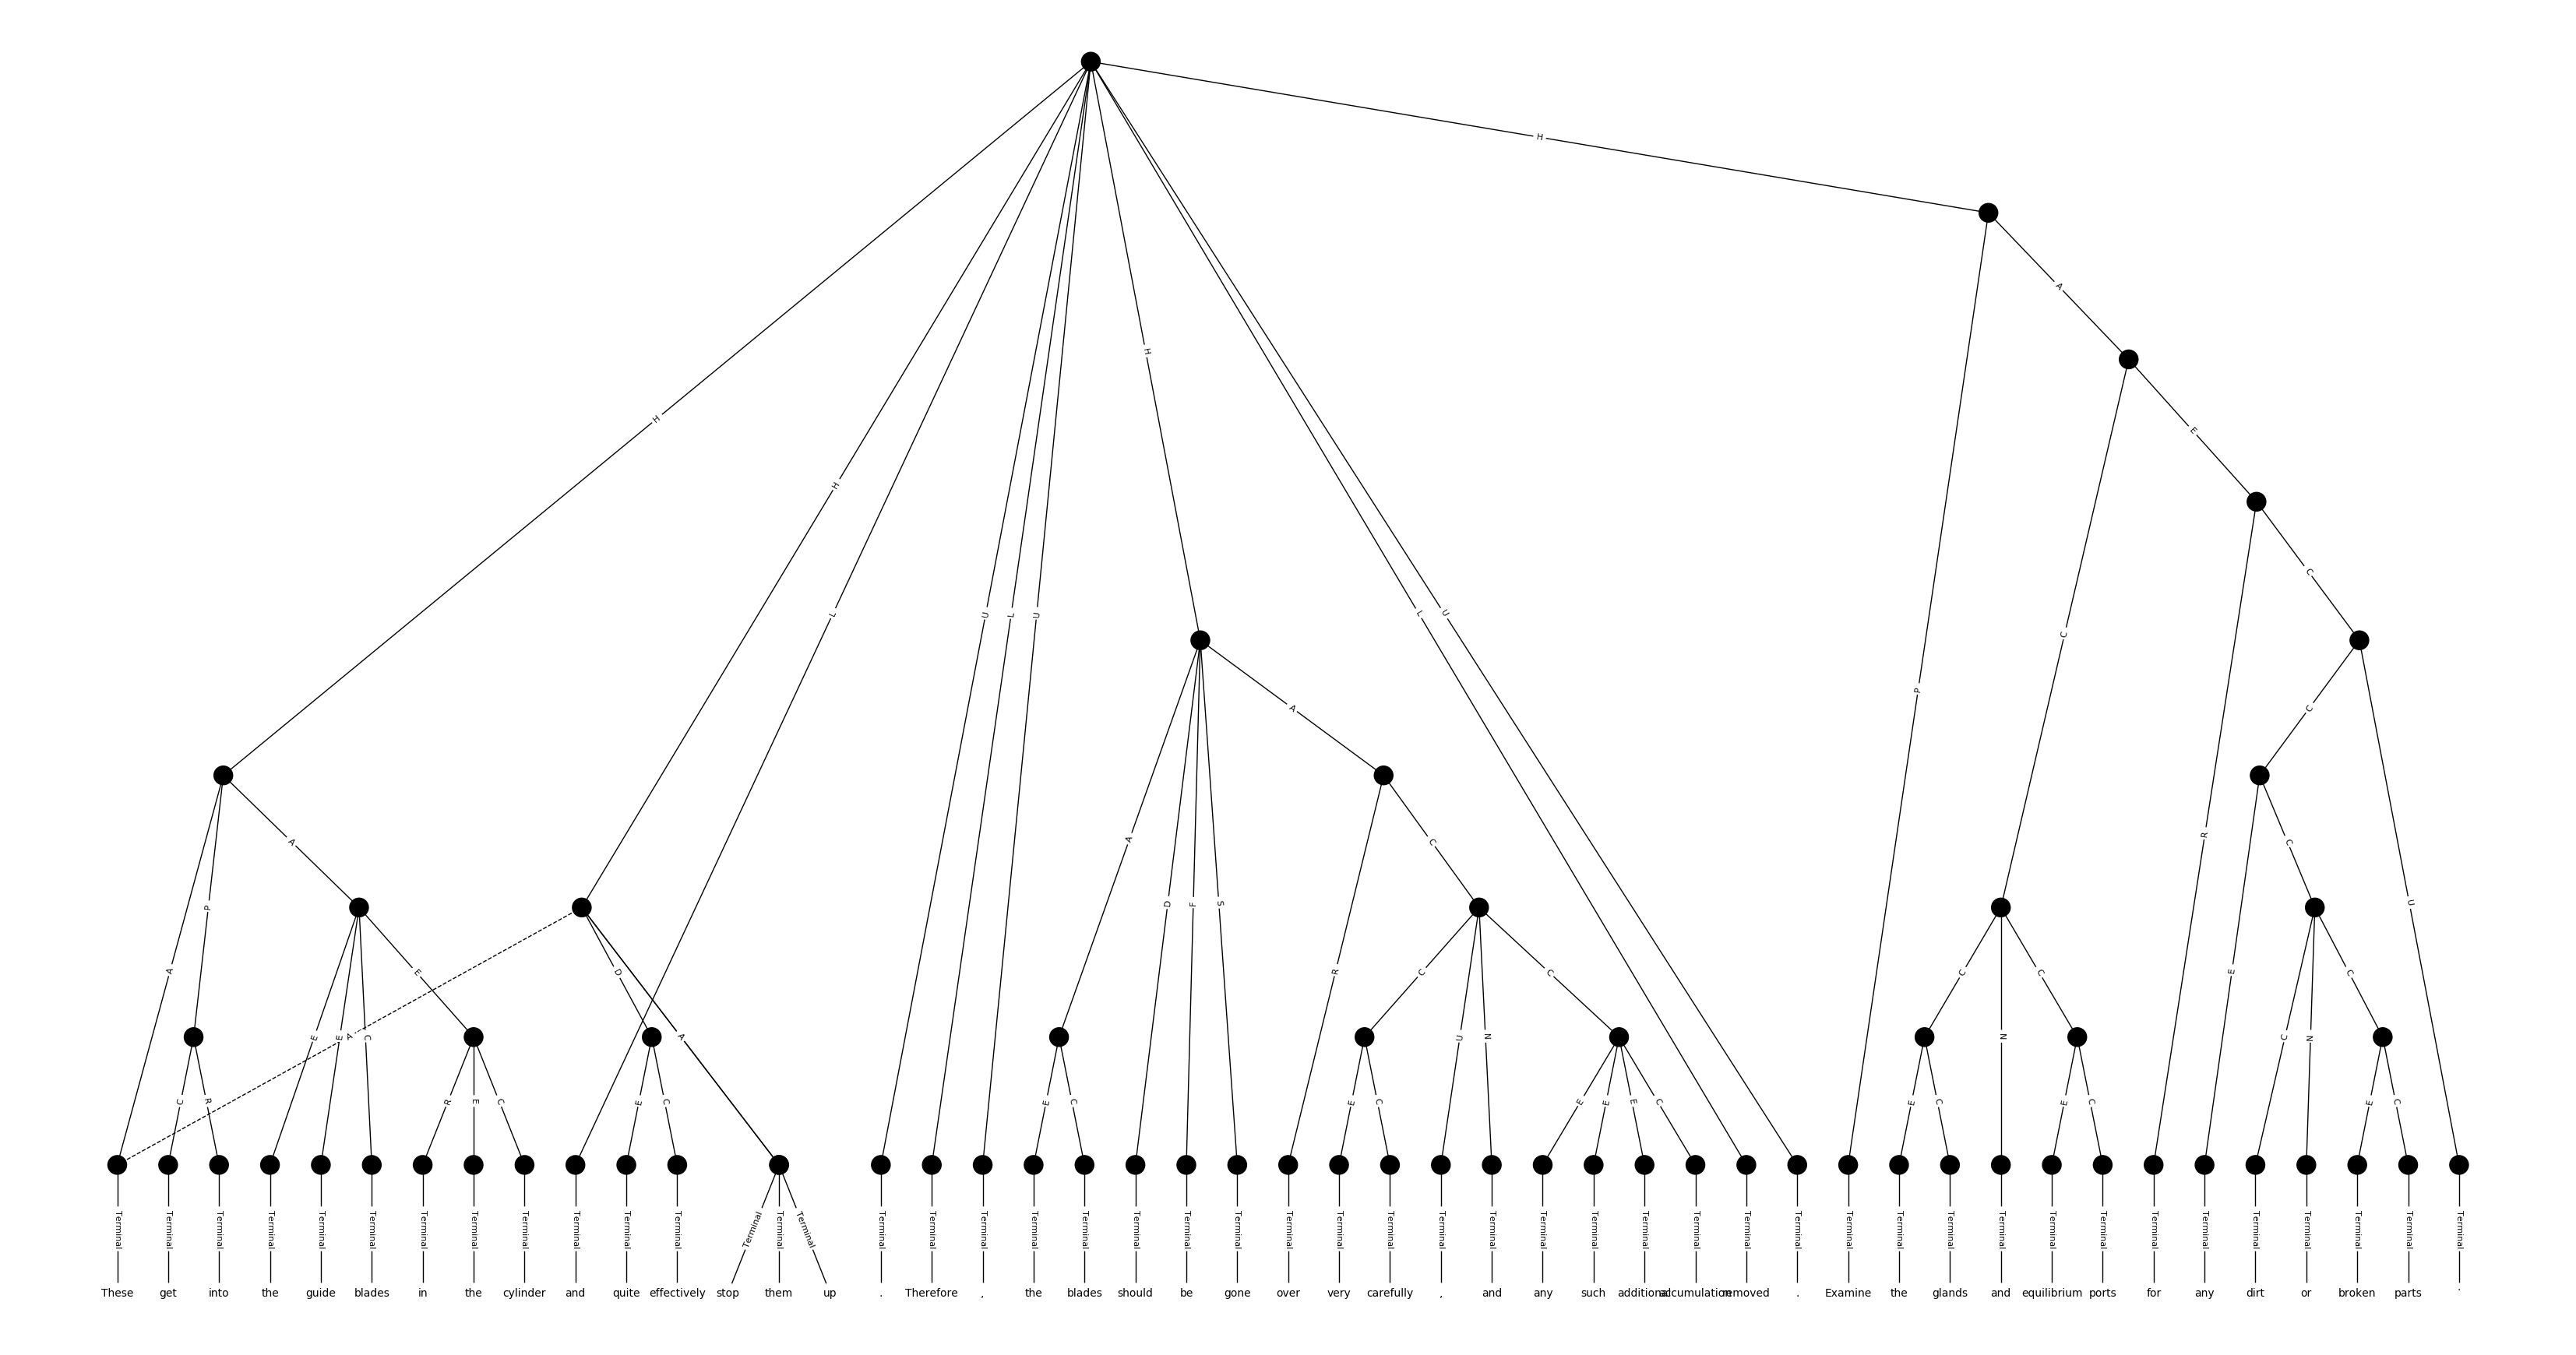 H
A
E
H
C
H
H
L
U
L
U
L
U
P
C
A
C
R
A
A
C
C
U
A
P
D
F
S
E
A
E
D
R
C
C
C
C
E
C
E
E
A
C
A
U
N
N
C
N
C
R
R
E
C
E
C
E
C
E
C
E
E
E
C
E
C
E
C
E
C
Terminal Terminal Terminal Terminal Terminal Terminal Terminal Terminal Terminal Terminal Terminal Terminal Terminal Terminal Terminal Terminal Terminal Terminal Terminal Terminal Terminal Terminal Terminal Terminal Terminal Terminal Terminal Terminal Terminal Terminal Terminal Terminal Terminal Terminal Terminal Terminal Terminal Terminal Terminal Terminal Terminal Terminal Terminal Terminal Terminal Terminal Terminal
These get into the guide blades in the cylinder and quite effectively stop them up . Therefore , the blades should be gone over very carefully , and any such additional accumulation removed . Examine the glands and equilibrium ports for any dirt or broken parts .